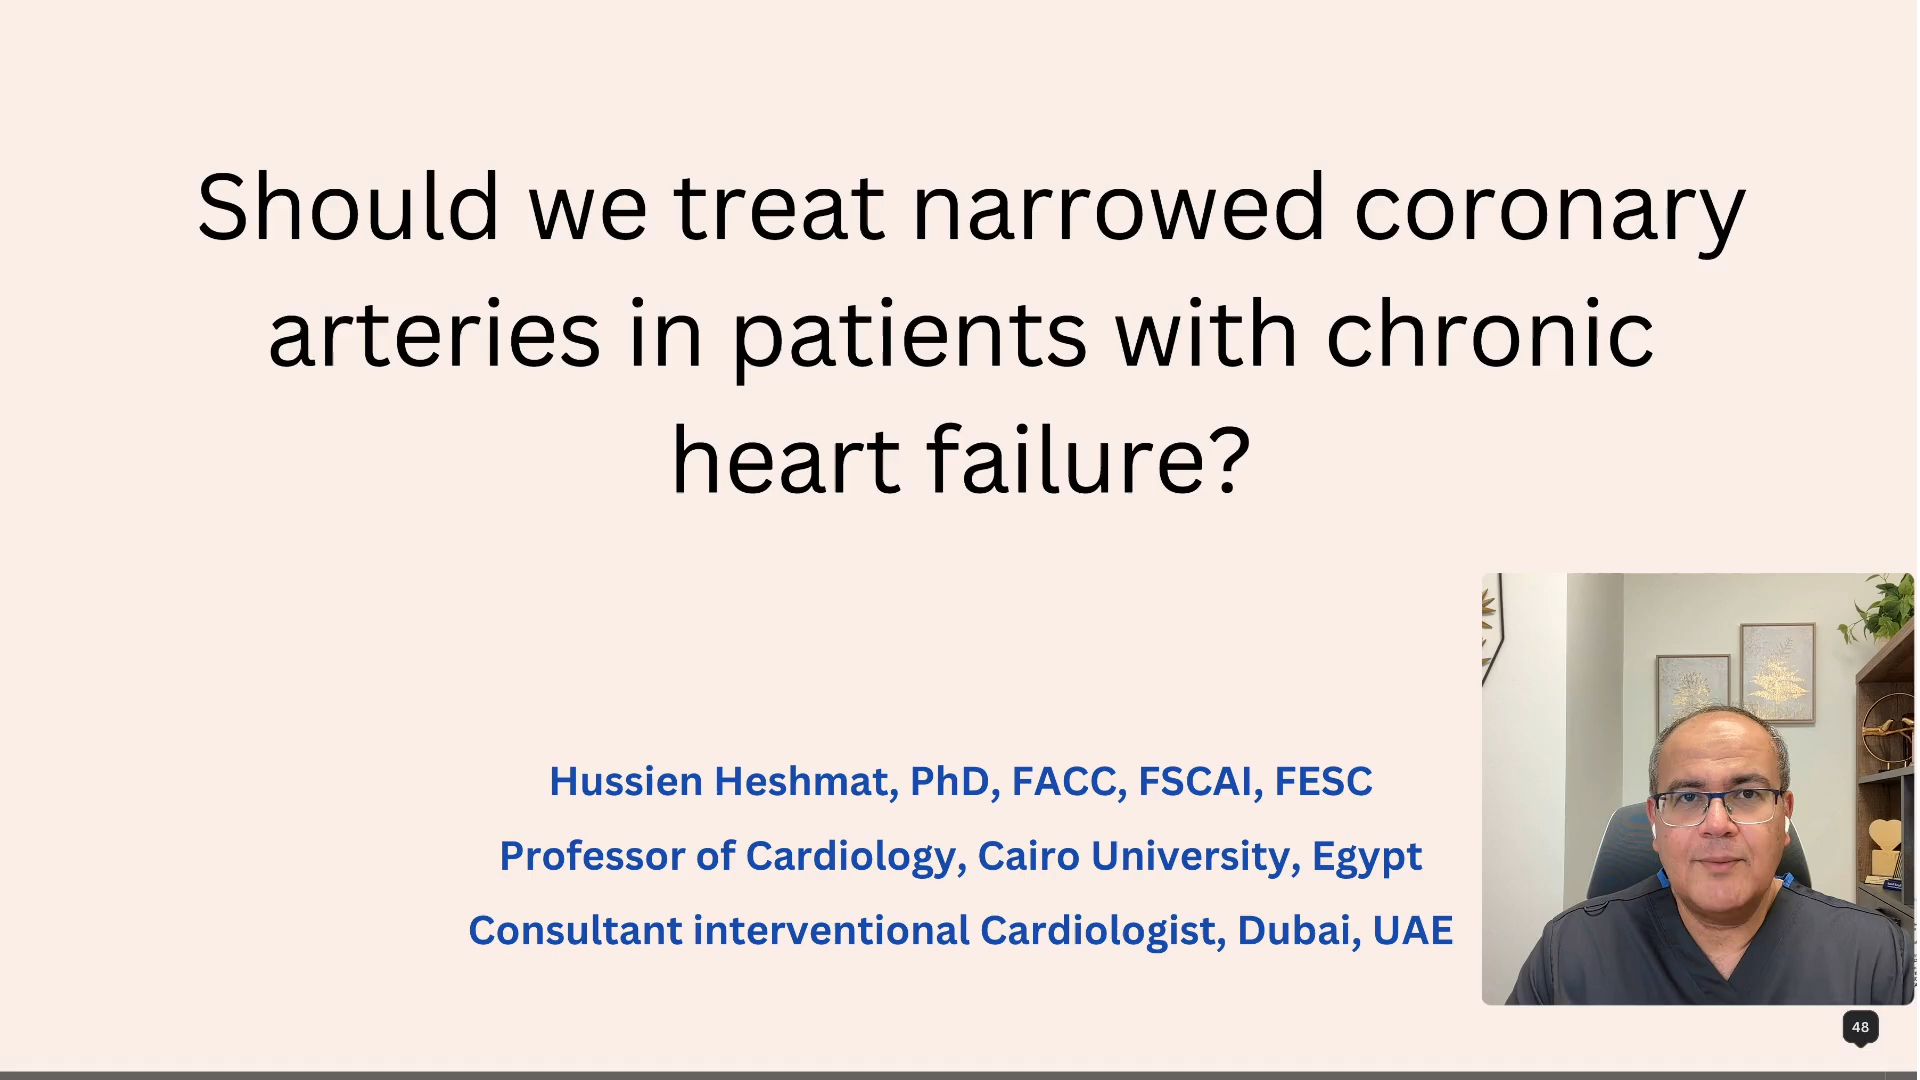 Should we treat narrowed coronary
arteries in patients with chronic
heart failure?
Hussien Heshmat, PhD, FACC, FSCAI, FESC
Professor of Cardiology, Cairo University, Egypt
Consultant interventional Cardiologist, Dubai, UAE
48